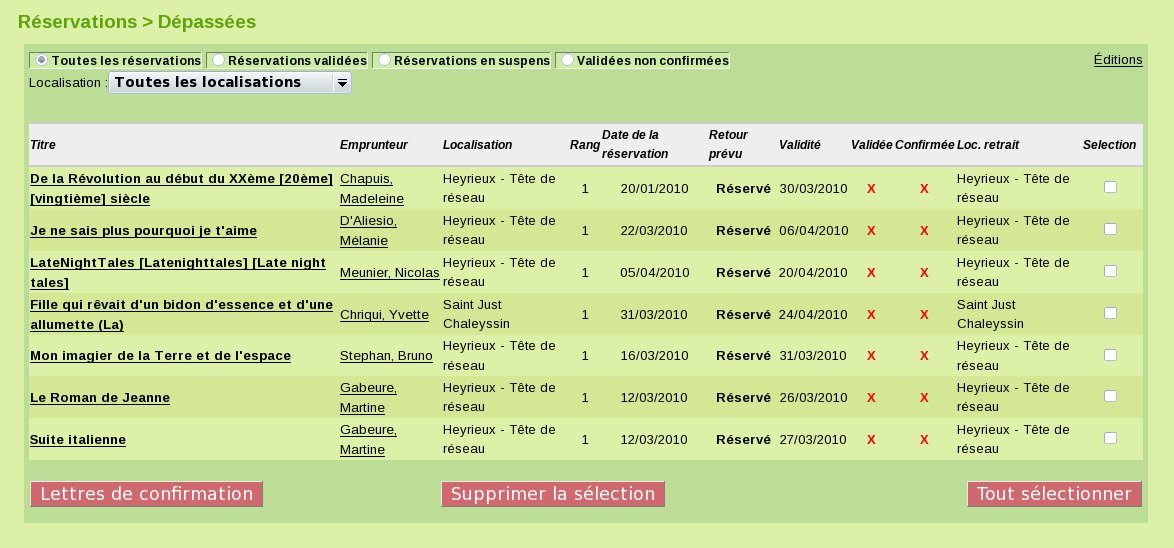 Réservations > Dépassées
Toutes les réservations Réservations validées Réservations en suspens Validées non confirmées Éditions
Localisation : Toutes les localisations
Titre Emprunteur Localisation Rang Date de la réservation Retour prévu Validité Validée Confirmée Loc. retrait Selection
De la Révolution au début du XXème [20ème] [vingtième] siècle Chapuis, Madeleine Heyrieux - Tête de réseau 1 20/01/2010 Réservé 30/03/2010 X X Heyrieux - Tête de réseau
Je ne sais plus pourquoi je t'aime D'Aliesio, Mélanie Heyrieux - Tête de réseau 1 22/03/2010 Réservé 06/04/2010 X X Heyrieux - Tête de réseau
LateNightTales [Latenighttales] [Late night tales] Meunier, Nicolas Heyrieux - Tête de réseau 1 05/04/2010 Réservé 20/04/2010 X X Heyrieux - Tête de réseau
Fille qui rêvait d'un bidon d'essence et d'une allumette (La) Chriqui, Yvette Saint Just Chaleyssin 1 31/03/2010 Réservé 24/04/2010 X X Saint Just Chaleyssin
Mon imagier de la Terre et de l'espace Stephan, Bruno Heyrieux - Tête de réseau 1 16/03/2010 Réservé 31/03/2010 X X Heyrieux - Tête de réseau
Le Roman de Jeanne Gabeure, Martine Heyrieux - Tête de réseau 1 12/03/2010 Réservé 26/03/2010 X X Heyrieux - Tête de réseau
Suite italienne Gabeure, Martine Heyrieux - Tête de réseau 1 12/03/2010 Réservé 27/03/2010 X X Heyrieux - Tête de réseau
Lettres de confirmation Supprimer la sélection Tout sélectionner